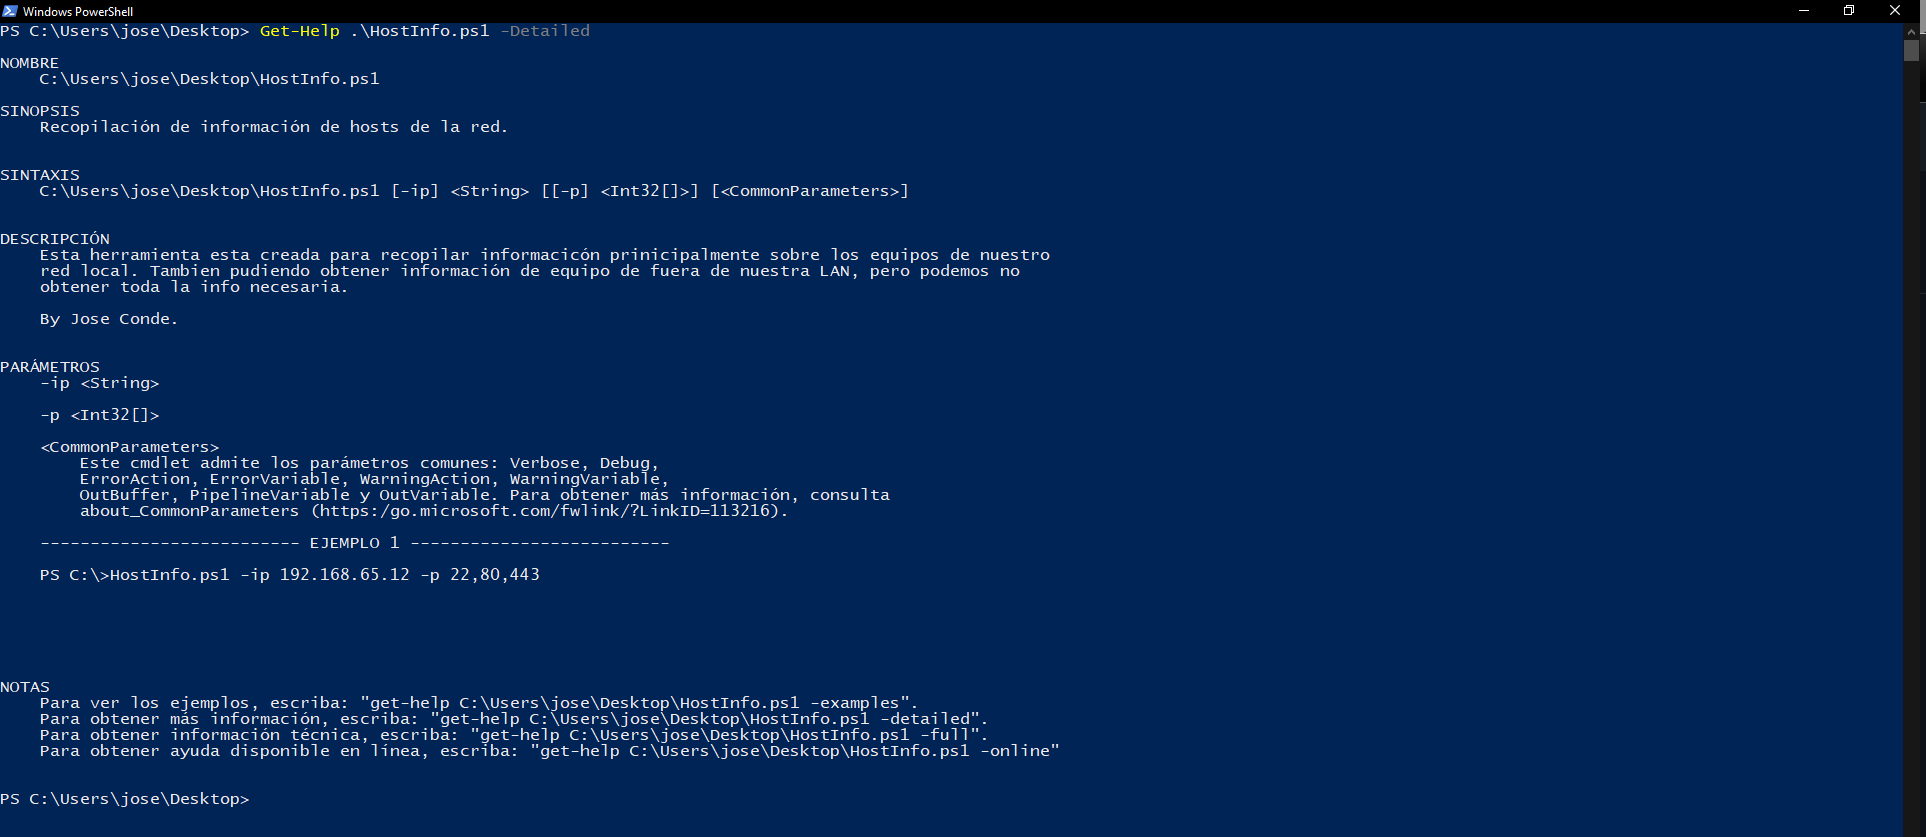 Windows PowerShell
PS C:\Users\jose\Desktop> Get-Help .\HostInfo.ps1 -Detailed
NOMBRE
C:\Users\jose\Desktop\HostInfo.ps1
SINOPSIS
Recopilación de información de hosts de la red.
SINTAXIS
C:\Users\jose\Desktop\HostInfo.ps1 [-ip] <String> [[-p] <Int32[]>] [<CommonParameters>]
DESCRIPCIÓN
Esta herramienta esta creada para recopilar informacicón prinicipalmente sobre los equipos de nuestro
red local. Tambien pudiendo obtener información de equipo de fuera de nuestra LAN, pero podemos no
obtener toda la info necesaria.
By Jose Conde.
PARÁMETROS
-ip <String>
-p <Int32[]>
<CommonParameters>
Este cmdlet admite los parámetros comunes: Verbose, Debug,
ErrorAction, ErrorVariable, WarningAction, WarningVariable,
OutBuffer, PipelineVariable y OutVariable. Para obtener más información, consulta
about_CommonParameters (https:/go.microsoft.com/fwlink/?LinkID=113216).
-------------------------- EJEMPLO 1 --------------------------
PS C:\>HostInfo.ps1 -ip 192.168.65.12 -p 22,80,443
NOTAS
Para ver los ejemplos, escriba: "get-help C:\Users\jose\Desktop\HostInfo.ps1 -examples".
Para obtener más información, escriba: "get-help C:\Users\jose\Desktop\HostInfo.ps1 -detailed".
Para obtener información técnica, escriba: "get-help C:\Users\jose\Desktop\HostInfo.ps1 -full".
Para obtener ayuda disponible en línea, escriba: "get-help C:\Users\jose\Desktop\HostInfo.ps1 -online"
PS C:\Users\jose\Desktop>